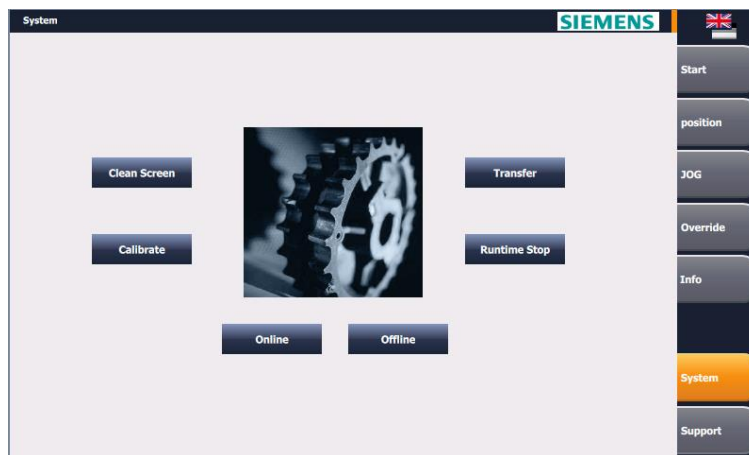 System
SIEMENS
Start
position
JOG
Override
Info
System
Support
Clean Screen
Transfer
Calibrate
Runtime Stop
Online
Offline